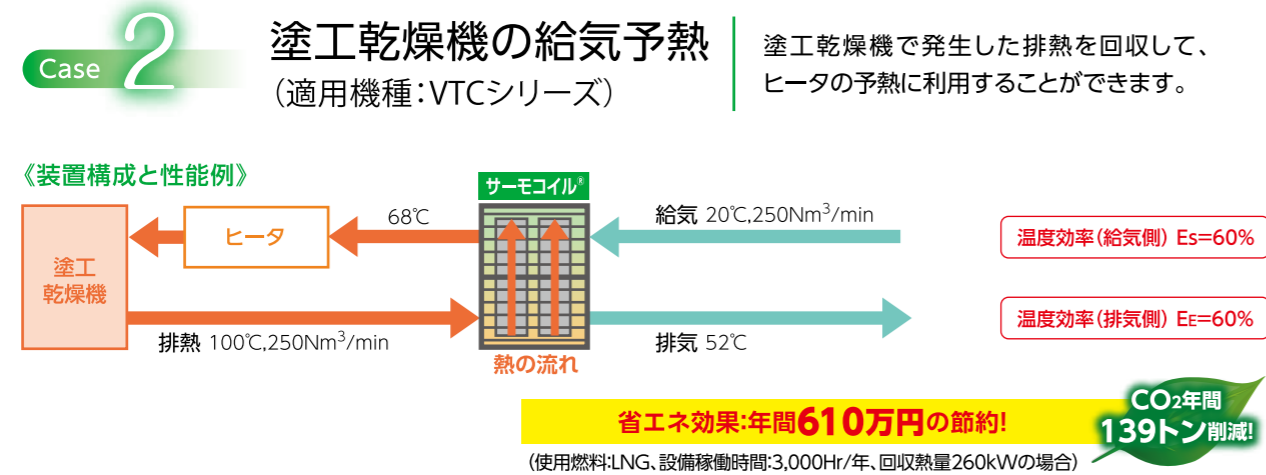 Case 2
塗工乾燥機の給気予熱
(適用機種:VTCシリーズ)
塗工乾燥機で発生した排熱を回収して、
ヒータの予熱に利用することができます。
《装置構成と性能例》
サーモコイル®
68℃
給気 20℃,250Nm³/min
ヒータ
温度効率(給気側) Es=60%
塗工
乾燥機
温度効率(排気側) EE=60%
排熱 100℃,250Nm³/min
排気 52℃
熱の流れ
省エネ効果:年間610万円の節約!
CO₂年間
139トン削減!
(使用燃料:LNG、設備稼働時間:3,000Hr/年、回収熱量260kWの場合)